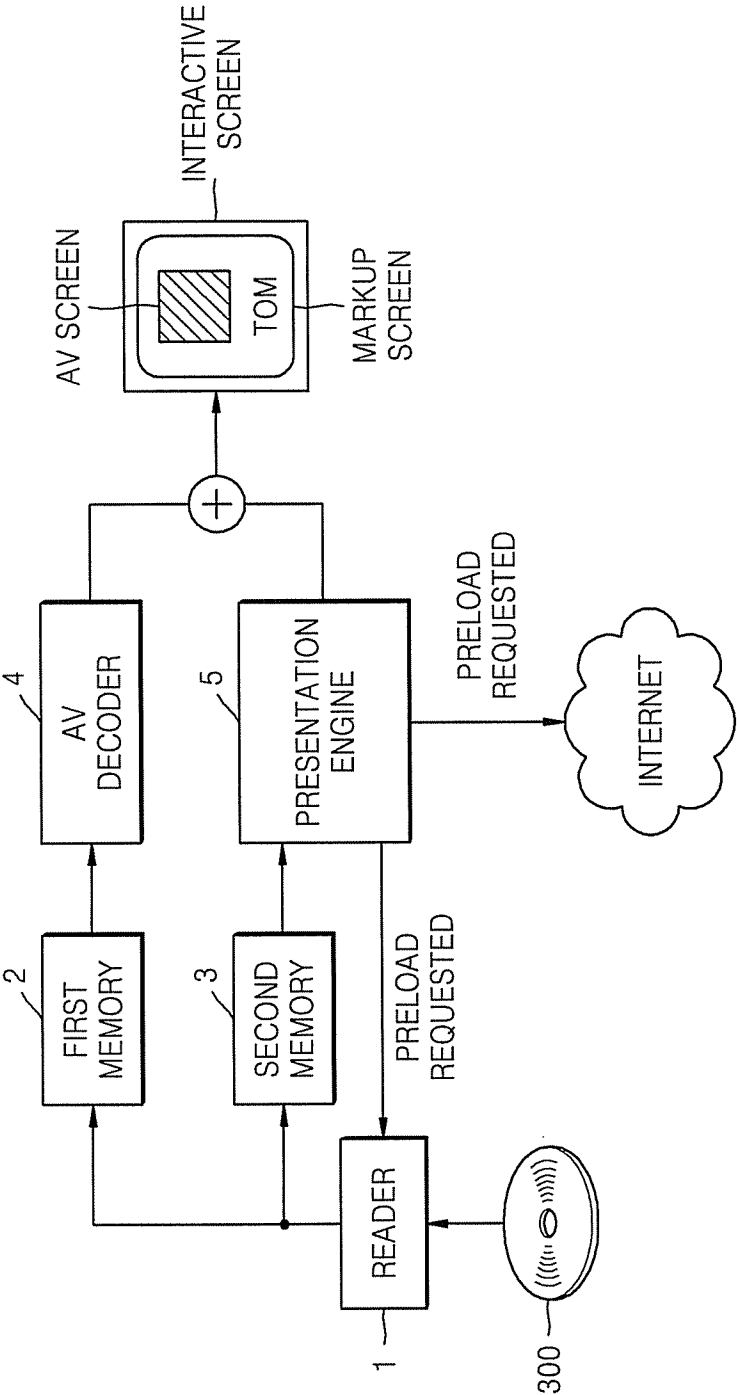 300
1
READER
2
FIRST
MEMORY
3
SECOND
MEMORY
PRELOAD
REQUESTED
4
AV
DECODER
5
PRESENTATION
ENGINE
PRELOAD
REQUESTED
INTERNET
AV SCREEN
TOM
INTERACTIVE
SCREEN
MARKUP
SCREEN